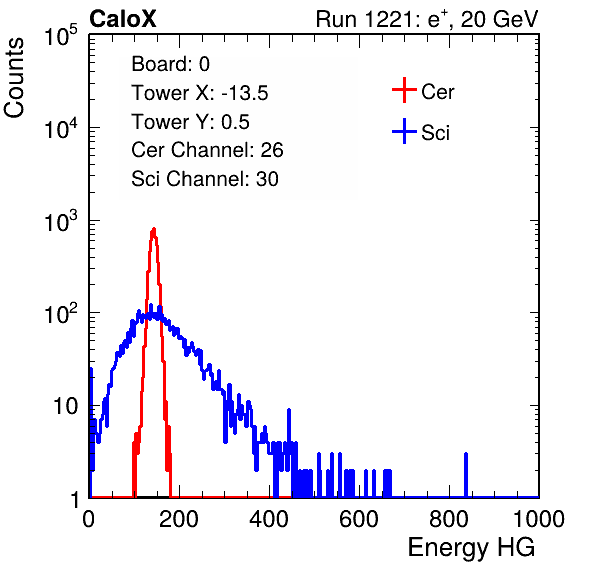 CaloX Run 1221: e⁺, 20 GeV
Board: 0
Tower X: -13.5
Tower Y: 0.5
Cer Channel: 26
Sci Channel: 30
Cer
Sci
Counts
10⁵
10⁴
10³
10²
10
1
0 200 400 600 800 1000
Energy HG